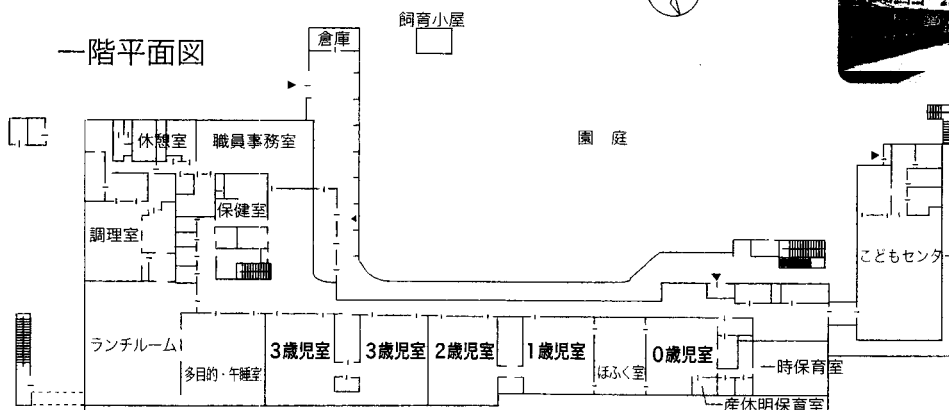 一階平面図
飼育小屋
倉庫
園庭
休憩室
職員事務室
保健室
調理室
こどもセンター
ランチルーム
多目的・午睡室
3歳児室
3歳児室
2歳児室
1歳児室
ほふく室
0歳児室
一時保育室
産休明保育室